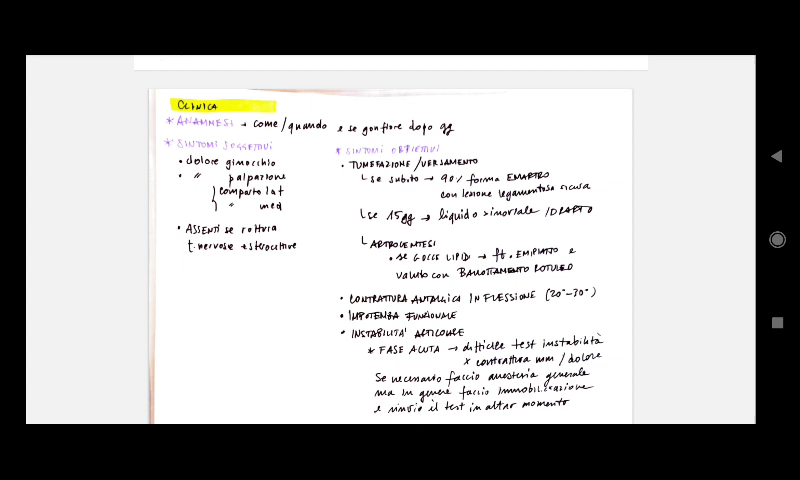 CLINICA
* ANAMNESI → come/quando e se gonfiore dopo gg
* SINTOMI SOGGETTIVI
• dolore ginocchio
• " palpazione
comparto lat
" med
• ASSENTI se rottura
t. nervose
* SINTOMI OBIETTIVI
• TUMEFAZIONE/VERSAMENTO
└ se subito → 90% forma EMARTRO
con lesione legamentosa sicura
└ se 15gg → liquido sinoviale IDRARTO
└ ARTROCENTESI
• se GOCCE LIPIDI → ft. EMIPIATTO e
valuto con BALLOTTAMENTO ROTULEO
• CONTRATTURA ANTALGICA IN FLESSIONE (20°-30°)
• IMPOTENZA FUNZIONALE
• INSTABILITA' ARTICOLARE
* FASE ACUTA → difficile test instabilità
x contrattura mm / dolore
Se necessario faccio anestesia generale
ma in genere faccio immobilizzazione
e rinvio il test in altro momento